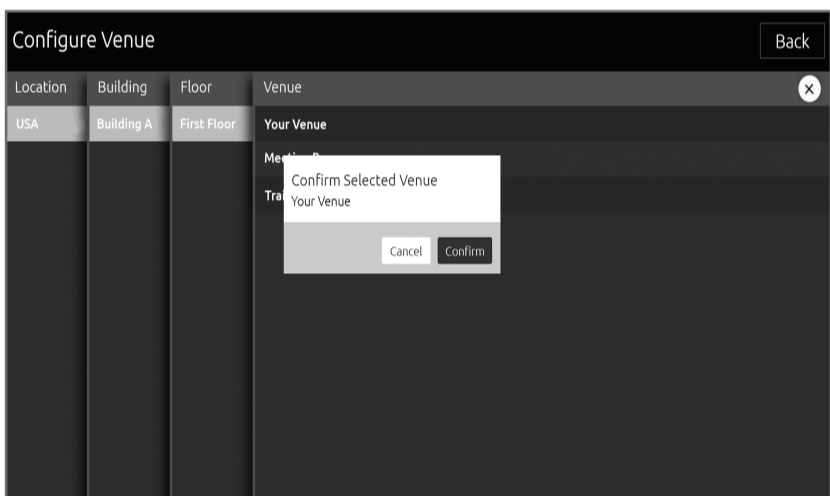 Configure Venue
Back
Location Building Floor Venue
USA Building A First Floor Your Venue
Confirm Selected Venue
Your Venue
Cancel Confirm